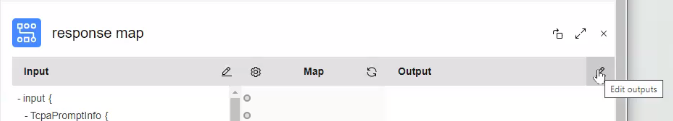 response map
Input Map Output
Edit outputs
- input {
- TcpaPromptInfo {